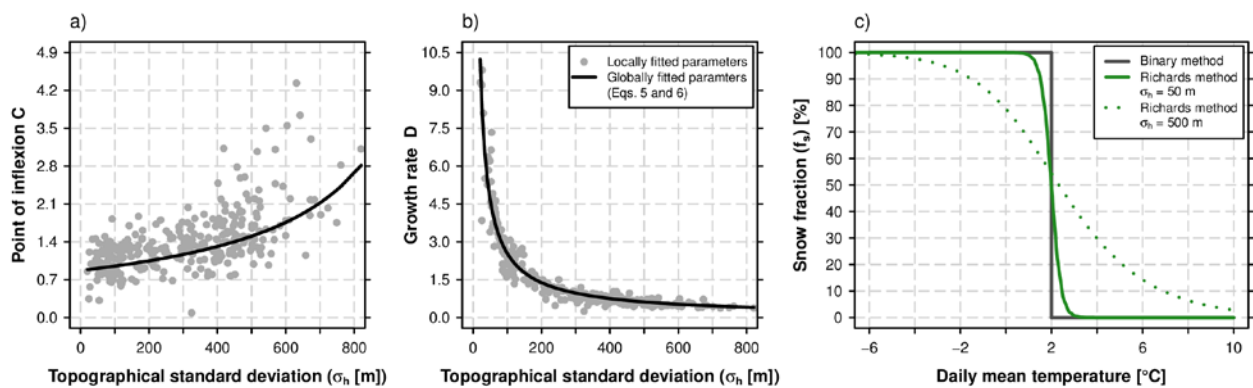 a)
4.9
4.2
3.5
2.8
2.1
1.4
0.7
0.0
Point of inflexion C
0 200 400 600 800
Topographical standard deviation (σh [m])
b)
10.5
9.0
7.5
6.0
4.5
3.0
1.5
0.0
Growth rate D
Locally fitted parameters
Globally fitted paramters
(Eqs. 5 and 6)
0 200 400 600 800
Topographical standard deviation (σh [m])
c)
100
90
80
70
60
50
40
30
20
10
0
Snow fraction (fs) [%]
Binary method
Richards method
σh = 50 m
Richards method
σh = 500 m
−6 −2 2 6 10
Daily mean temperature [°C]